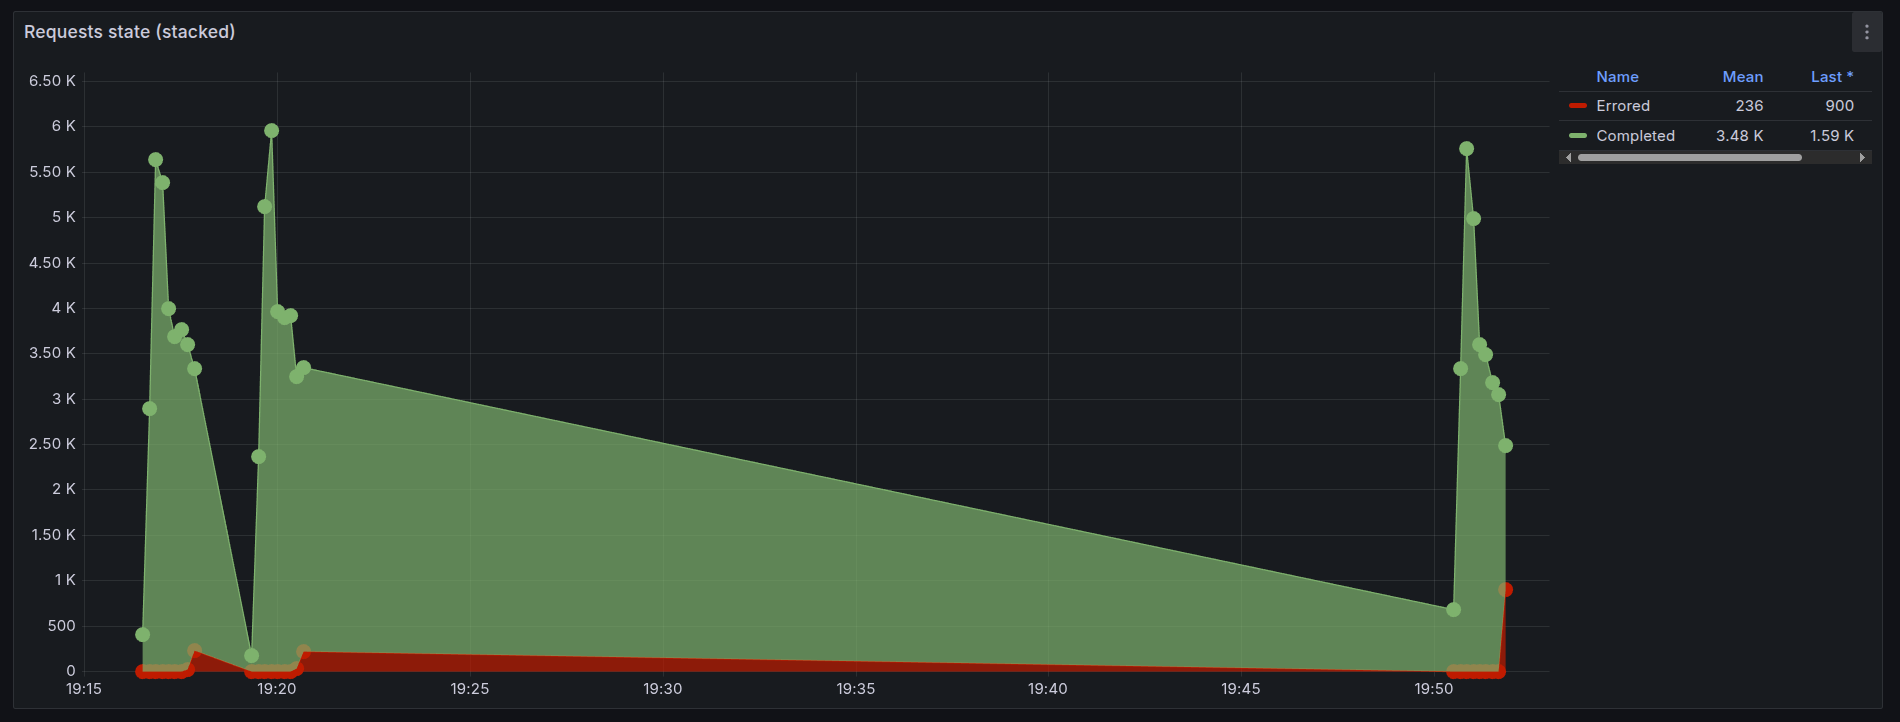 Requests state (stacked)
6.50 K
6 K
5.50 K
5 K
4.50 K
4 K
3.50 K
3 K
2.50 K
2 K
1.50 K
1 K
500
0
19:15 19:20 19:25 19:30 19:35 19:40 19:45 19:50
Name Mean Last *
Errored 236 900
Completed 3.48 K 1.59 K